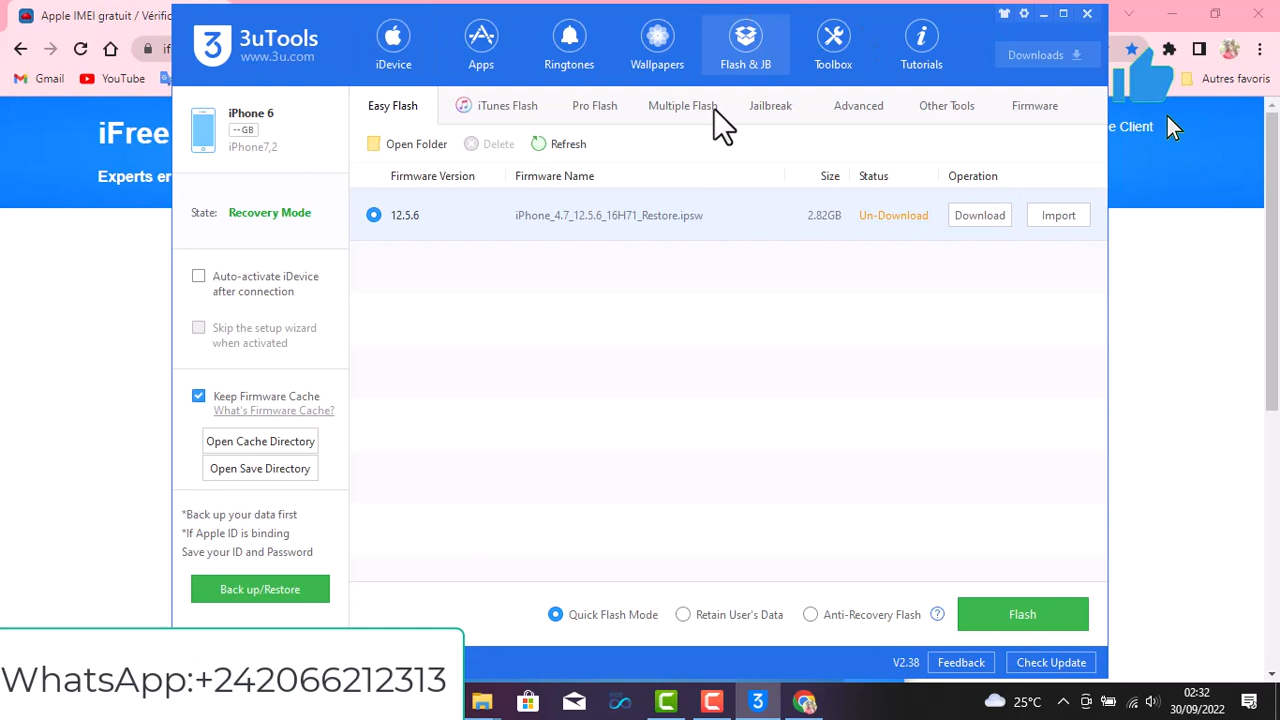 Apple IMEI gratuit
3uTools
www.3u.com
iDevice
Apps
Ringtones
Wallpapers
Flash & JB
Toolbox
Tutorials
Downloads
Gmail
YouTube
Autres favoris
iFree
Experts
e Client
iPhone 6
-- GB
iPhone7,2
State: Recovery Mode
Auto-activate iDevice
after connection
Skip the setup wizard
when activated
Keep Firmware Cache
What's Firmware Cache?
Open Cache Directory
Open Save Directory
*Back up your data first
*If Apple ID is binding
Save your ID and Password
Back up/Restore
Easy Flash
iTunes Flash
Pro Flash
Multiple Flash
Jailbreak
Advanced
Other Tools
Firmware
Open Folder
Delete
Refresh
Firmware Version
Firmware Name
Size
Status
Operation
12.5.6
iPhone_4.7_12.5.6_16H71_Restore.ipsw
2.82GB
Un-Download
Download
Import
Quick Flash Mode
Retain User's Data
Anti-Recovery Flash
Flash
V2.38
Feedback
Check Update
WhatsApp:+242066212313
25°C
02:32
30/09/2022